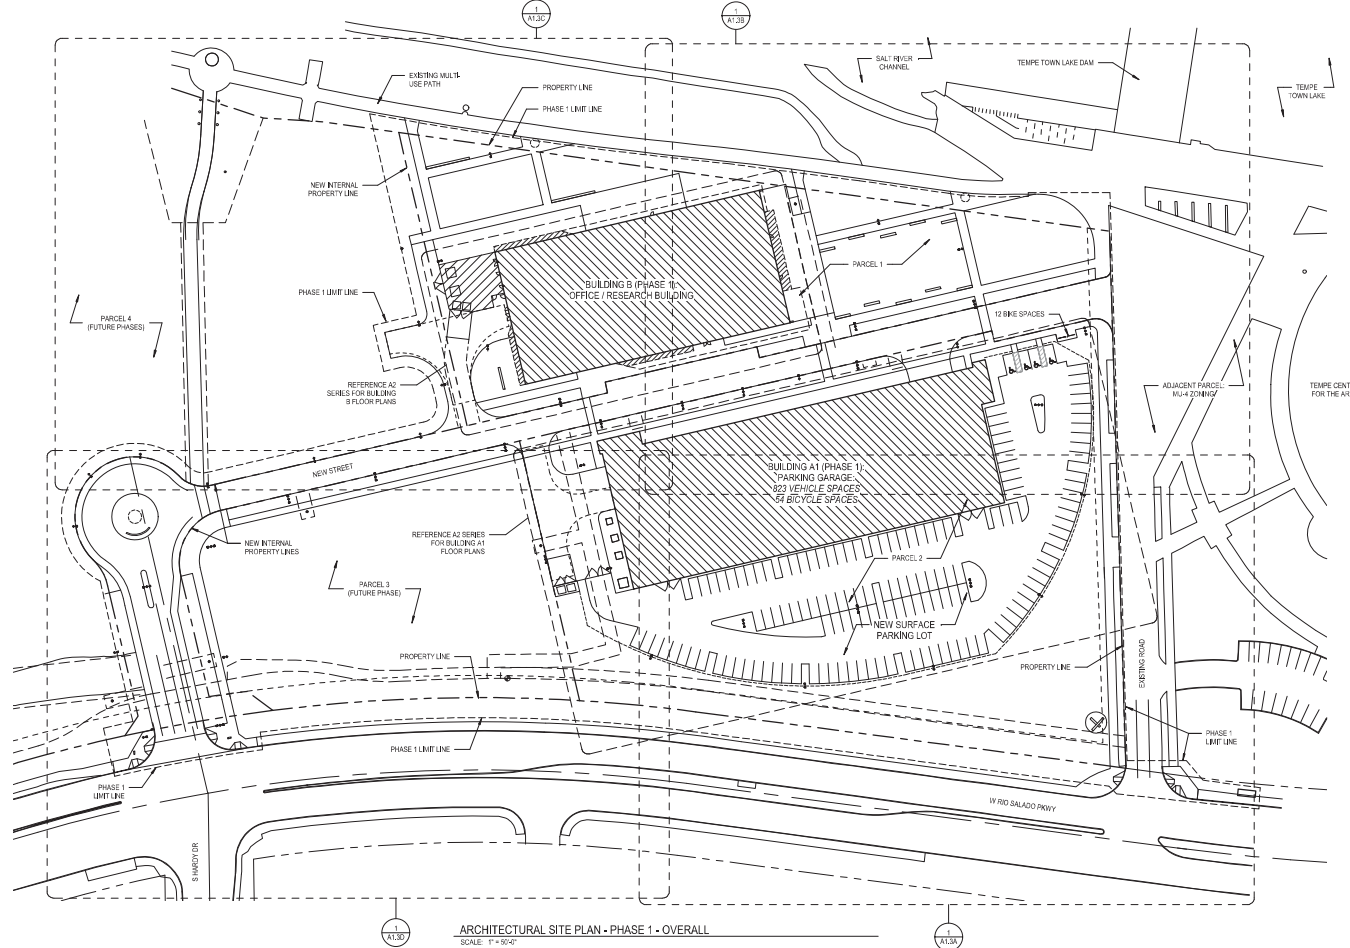 1
A1.3C
1
A1.3B
SALT RIVER
CHANNEL
TEMPE TOWN LAKE DAM
TEMPE
TOWN LAKE
EXISTING MULTI-
USE PATH
PROPERTY LINE
PHASE 1 LIMIT LINE
NEW INTERNAL
PROPERTY LINE
PARCEL 1
BUILDING B (PHASE 1):
OFFICE / RESEARCH BUILDING
PHASE 1 LIMIT LINE
12 BIKE SPACES
PARCEL 4
(FUTURE PHASES)
REFERENCE A2
SERIES FOR BUILDING
B FLOOR PLANS
ADJACENT PARCEL:
MU-4 ZONING
TEMPE CENT
FOR THE AR
NEW STREET
BUILDING A1 (PHASE 1):
PARKING GARAGE:
823 VEHICLE SPACES
54 BICYCLE SPACES
REFERENCE A2 SERIES
FOR BUILDING A1
FLOOR PLANS
NEW INTERNAL
PROPERTY LINES
PARCEL 2
PARCEL 3
(FUTURE PHASE)
NEW SURFACE
PARKING LOT
PROPERTY LINE
PROPERTY LINE
EXISTING ROAD
PHASE 1 LIMIT LINE
PHASE 1
LIMIT LINE
PHASE 1
LIMIT LINE
W RIO SALADO PKWY
S HARDY DR
1
A1.3D
ARCHITECTURAL SITE PLAN - PHASE 1 - OVERALL
SCALE: 1" = 50'-0"
1
A1.3A